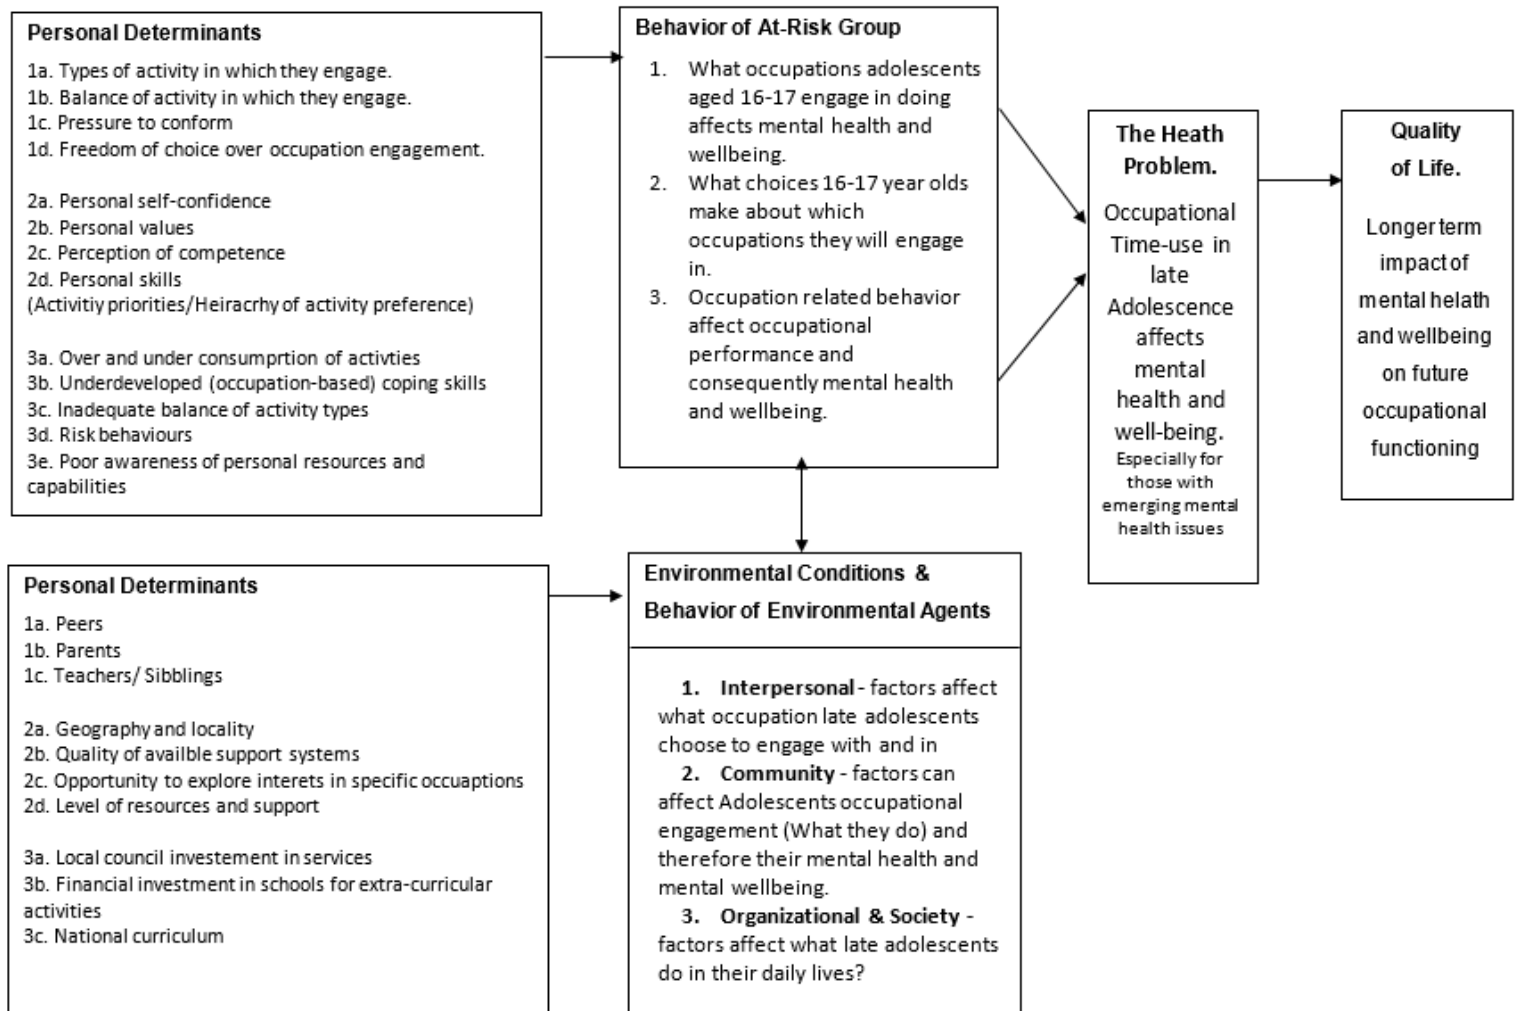 Personal Determinants
1a. Types of activity in which they engage.
1b. Balance of activity in which they engage.
1c. Pressure to conform
1d. Freedom of choice over occupation engagement.
2a. Personal self-confidence
2b. Personal values
2c. Perception of competence
2d. Personal skills
(Activitiy priorities/Heiracrhy of activity preference)
3a. Over and under consumprtion of activties
3b. Underdeveloped (occupation-based) coping skills
3c. Inadequate balance of activity types
3d. Risk behaviours
3e. Poor awareness of personal resources and
capabilities
Behavior of At-Risk Group
1. What occupations adolescents
aged 16-17 engage in doing
affects mental health and
wellbeing.
2. What choices 16-17 year olds
make about which
occupations they will engage
in.
3. Occupation related behavior
affect occupational
performance and
consequently mental health
and wellbeing.
The Heath
Problem.
Occupational
Time-use in
late
Adolescence
affects
mental
health and
well-being.
Especially for
those with
emerging mental
health issues
Quality
of Life.
Longer term
impact of
mental helath
and wellbeing
on future
occupational
functioning
Personal Determinants
1a. Peers
1b. Parents
1c. Teachers/ Sibblings
2a. Geography and locality
2b. Quality of availble support systems
2c. Opportunity to explore interets in specific occuaptions
2d. Level of resources and support
3a. Local council investement in services
3b. Financial investment in schools for extra-curricular
activities
3c. National curriculum
Environmental Conditions &
Behavior of Environmental Agents
1. Interpersonal - factors affect
what occupation late adolescents
choose to engage with and in
2. Community - factors can
affect Adolescents occupational
engagement (What they do) and
therefore their mental health and
mental wellbeing.
3. Organizational & Society -
factors affect what late adolescents
do in their daily lives?